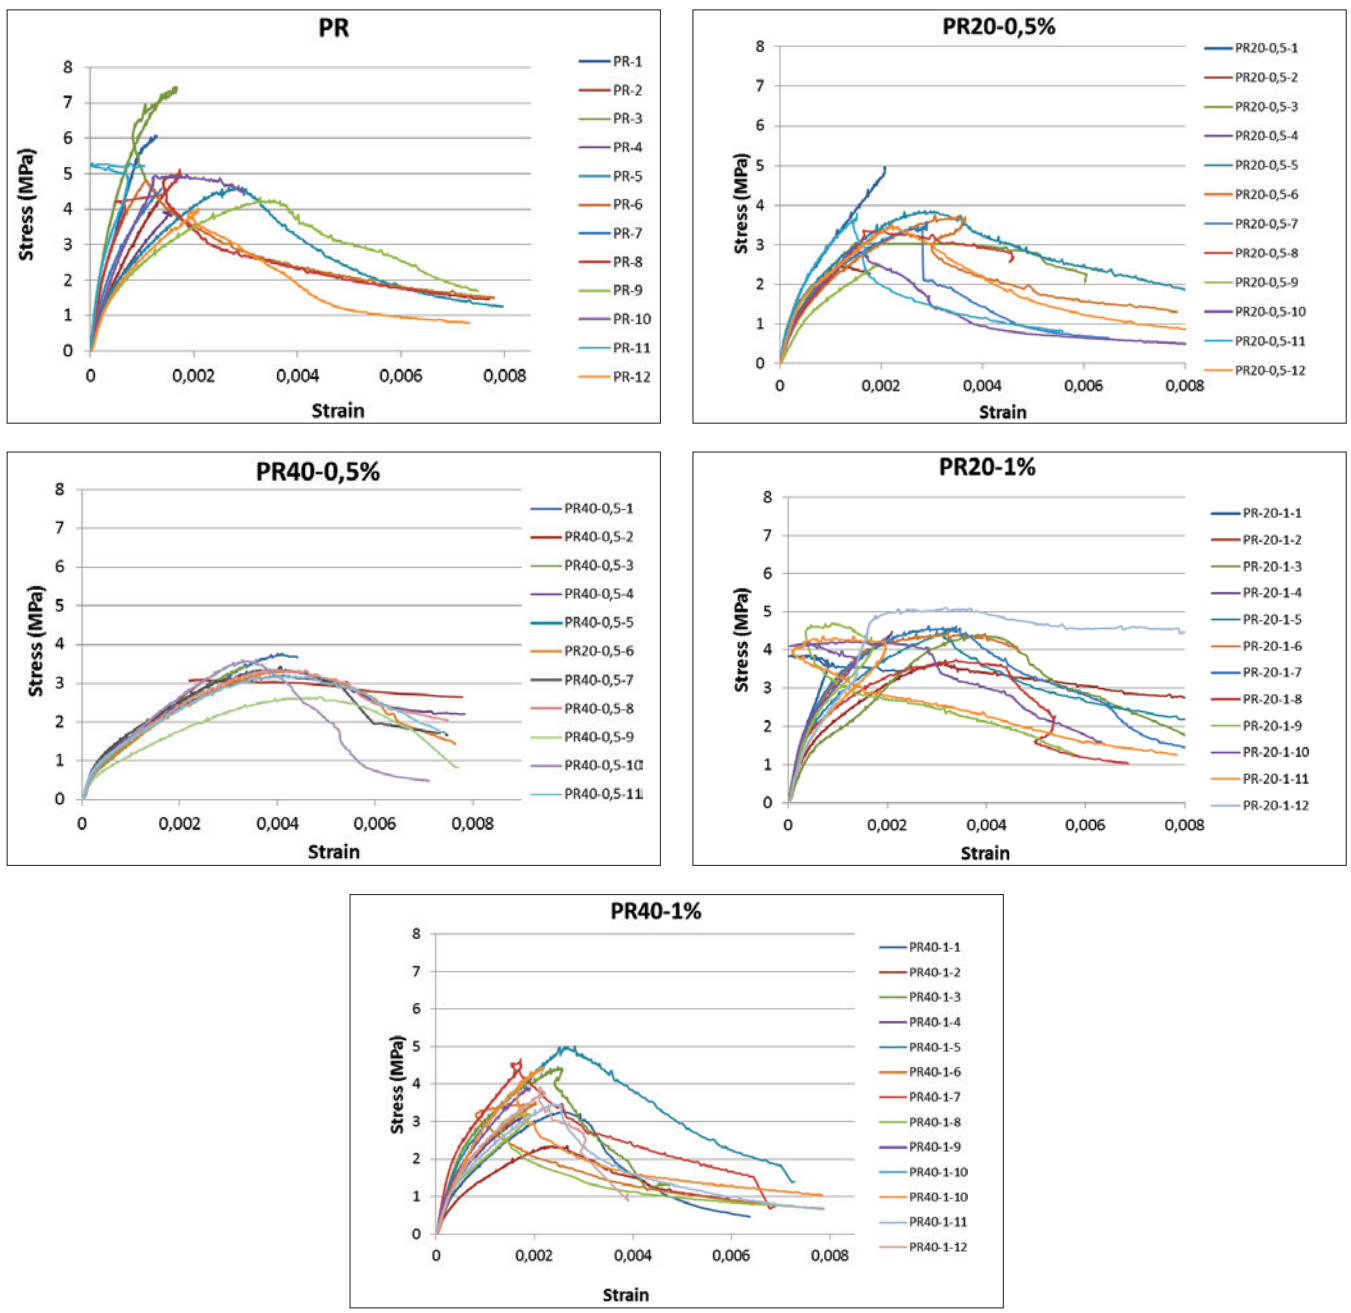 PR
Stress (MPa)
8
7
6
5
4
3
2
1
0
0 0,002 0,004 0,006 0,008
Strain
PR-1
PR-2
PR-3
PR-4
PR-5
PR-6
PR-7
PR-8
PR-9
PR-10
PR-11
PR-12
PR20-0,5%
Stress (MPa)
8
7
6
5
4
3
2
1
0
0 0,002 0,004 0,006 0,008
Strain
PR20-0,5-1
PR20-0,5-2
PR20-0,5-3
PR20-0,5-4
PR20-0,5-5
PR20-0,5-6
PR20-0,5-7
PR20-0,5-8
PR20-0,5-9
PR20-0,5-10
PR20-0,5-11
PR20-0,5-12
PR40-0,5%
Stress (MPa)
8
7
6
5
4
3
2
1
0
0 0,002 0,004 0,006 0,008
Strain
PR40-0,5-1
PR40-0,5-2
PR40-0,5-3
PR40-0,5-4
PR40-0,5-5
PR20-0,5-6
PR40-0,5-7
PR40-0,5-8
PR40-0,5-9
PR40-0,5-10
PR40-0,5-11
PR20-1%
Stress (MPa)
8
7
6
5
4
3
2
1
0
0 0,002 0,004 0,006 0,008
Strain
PR-20-1-1
PR-20-1-2
PR-20-1-3
PR-20-1-4
PR-20-1-5
PR-20-1-6
PR-20-1-7
PR-20-1-8
PR-20-1-9
PR-20-1-10
PR-20-1-11
PR-20-1-12
PR40-1%
Stress (MPa)
8
7
6
5
4
3
2
1
0
0 0,002 0,004 0,006 0,008
Strain
PR40-1-1
PR40-1-2
PR40-1-3
PR40-1-4
PR40-1-5
PR40-1-6
PR40-1-7
PR40-1-8
PR40-1-9
PR40-1-10
PR40-1-10
PR40-1-11
PR40-1-12